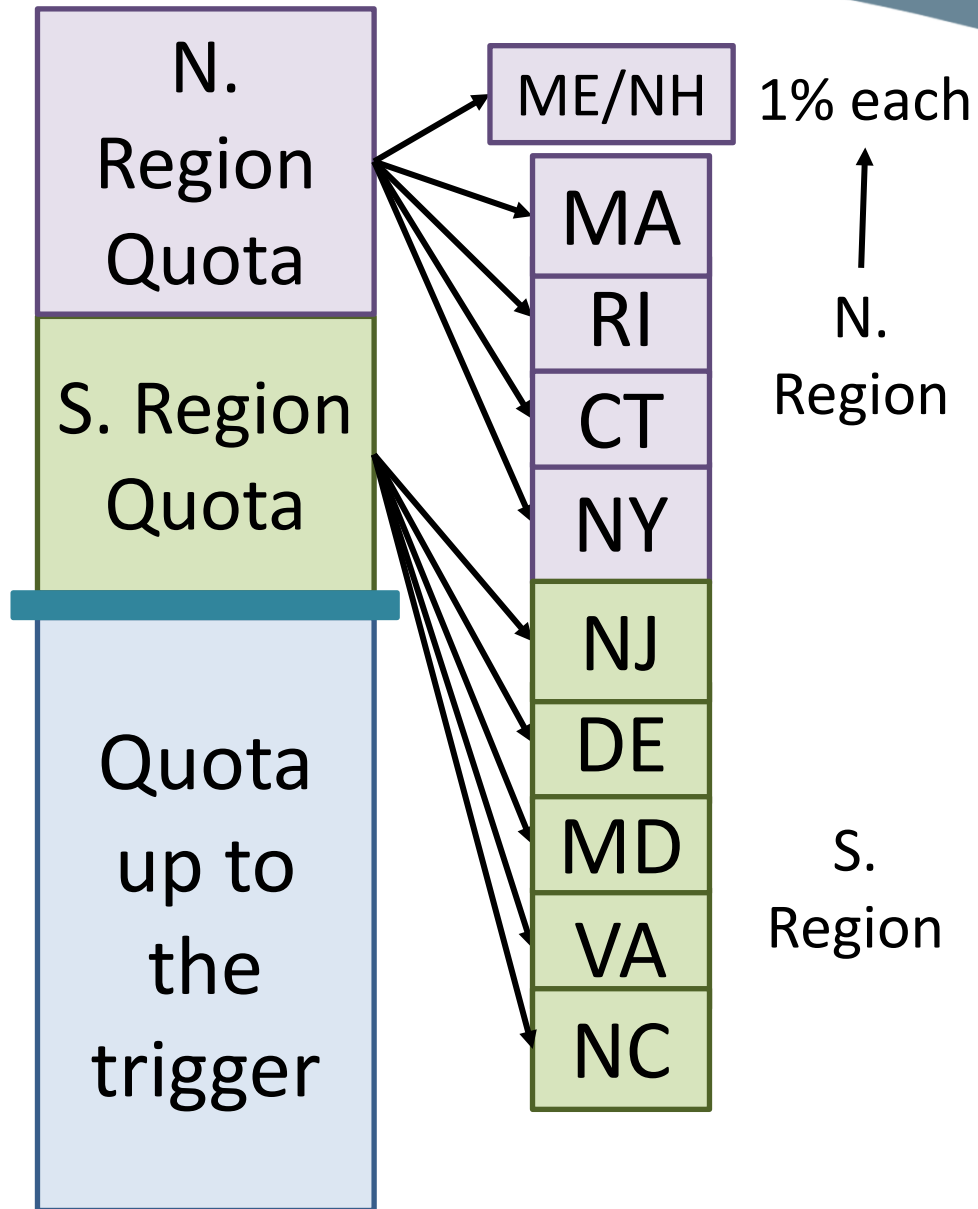 N.
Region
Quota
S. Region
Quota
Quota
up to
the
trigger
ME/NH
MA
RI
CT
NY
NJ
DE
MD
VA
NC
1% each
N.
Region
S.
Region